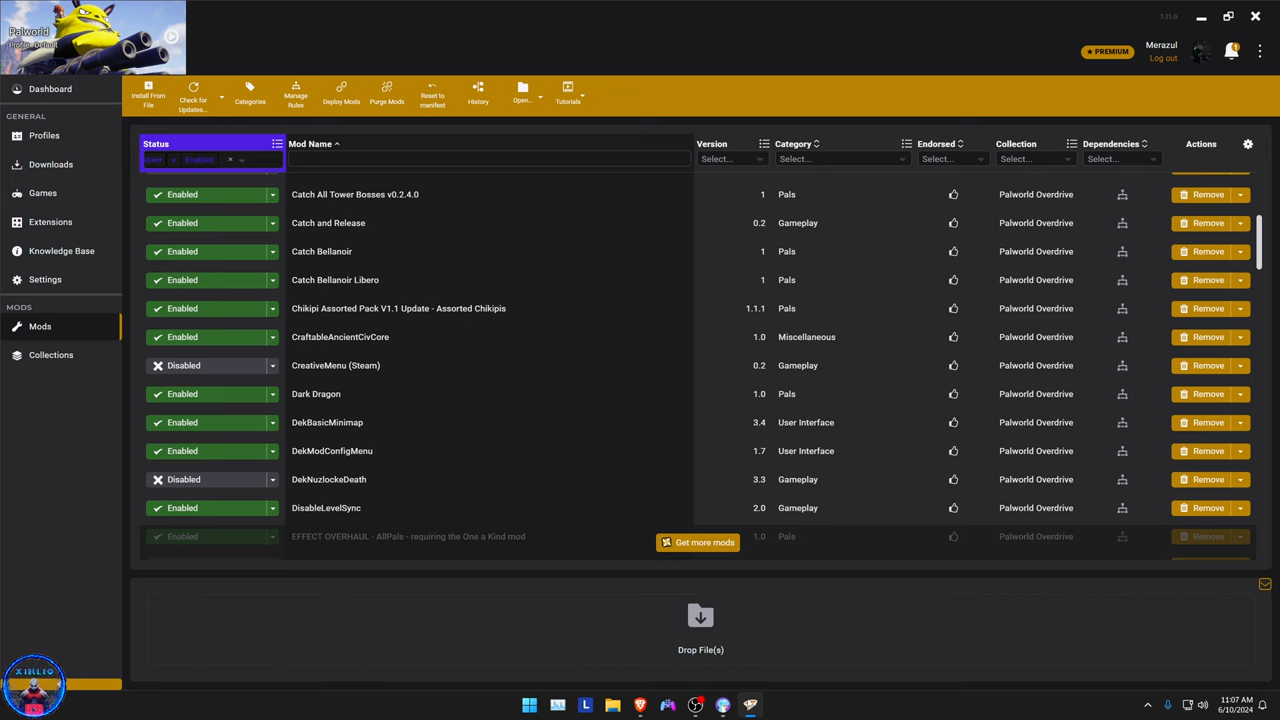 Palworld
Profile : Default
1.11.6
PREMIUM
Merazul
Log out
1
Dashboard
GENERAL
Profiles
Downloads
Games
Extensions
Knowledge Base
Settings
MODS
Mods
Collections
Install From File
Check for Updates...
Categories
Manage Rules
Deploy Mods
Purge Mods
Reset to manifest
History
Open...
Tutorials
Status Mod Name Version Category Endorsed Collection Dependencies Actions
Enabled × Select... Select... Select... Select... Select...
Enabled Catch All Tower Bosses v0.2.4.0 1 Pals Palworld Overdrive Remove
Enabled Catch and Release 0.2 Gameplay Palworld Overdrive Remove
Enabled Catch Bellanoir 1 Pals Palworld Overdrive Remove
Enabled Catch Bellanoir Libero 1 Pals Palworld Overdrive Remove
Enabled Chikipi Assorted Pack V1.1 Update - Assorted Chikipis 1.1.1 Pals Palworld Overdrive Remove
Enabled CraftableAncientCivCore 1.0 Miscellaneous Palworld Overdrive Remove
Disabled CreativeMenu (Steam) 0.2 Gameplay Palworld Overdrive Remove
Enabled Dark Dragon 1.0 Pals Palworld Overdrive Remove
Enabled DekBasicMinimap 3.4 User Interface Palworld Overdrive Remove
Enabled DekModConfigMenu 1.7 User Interface Palworld Overdrive Remove
Disabled DekNuzlockeDeath 3.3 Gameplay Palworld Overdrive Remove
Enabled DisableLevelSync 2.0 Gameplay Palworld Overdrive Remove
Enabled EFFECT OVERHAUL - AllPals - requiring the One a Kind mod 1.0 Pals Palworld Overdrive Remove
Get more mods
Drop File(s)
XIRLIO
L
11:07 AM
6/10/2024